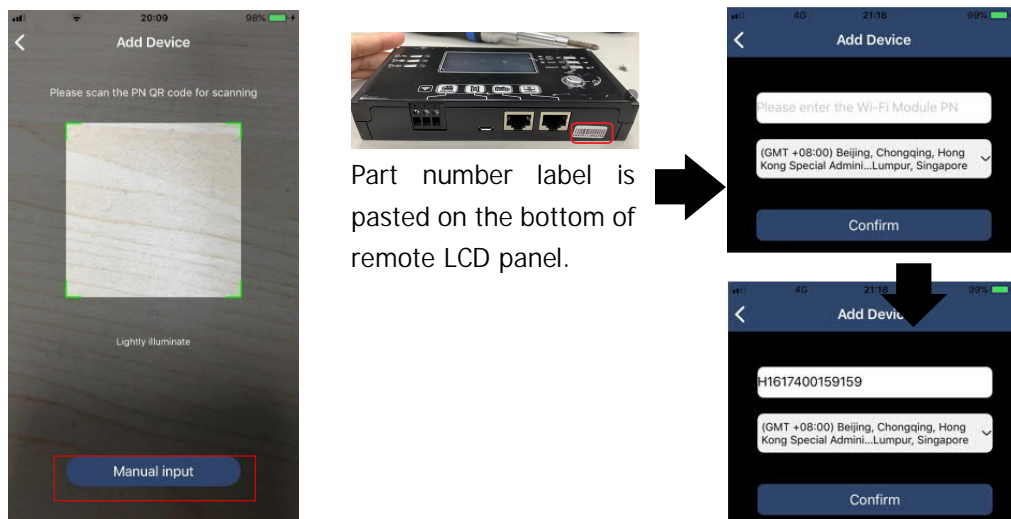 20:09
98%
Add Device
Please scan the PN QR code for scanning
Lightly illuminate
Manual input
Part number label is
pasted on the bottom of
remote LCD panel.
4G
21:18
99%
Add Device
Please enter the Wi-Fi Module PN
(GMT +08:00) Beijing, Chongqing, Hong
Kong Special Admini...Lumpur, Singapore
Confirm
4G
21:18
99%
Add Devic
H1617400159159
(GMT +08:00) Beijing, Chongqing, Hong
Kong Special Admini...Lumpur, Singapore
Confirm